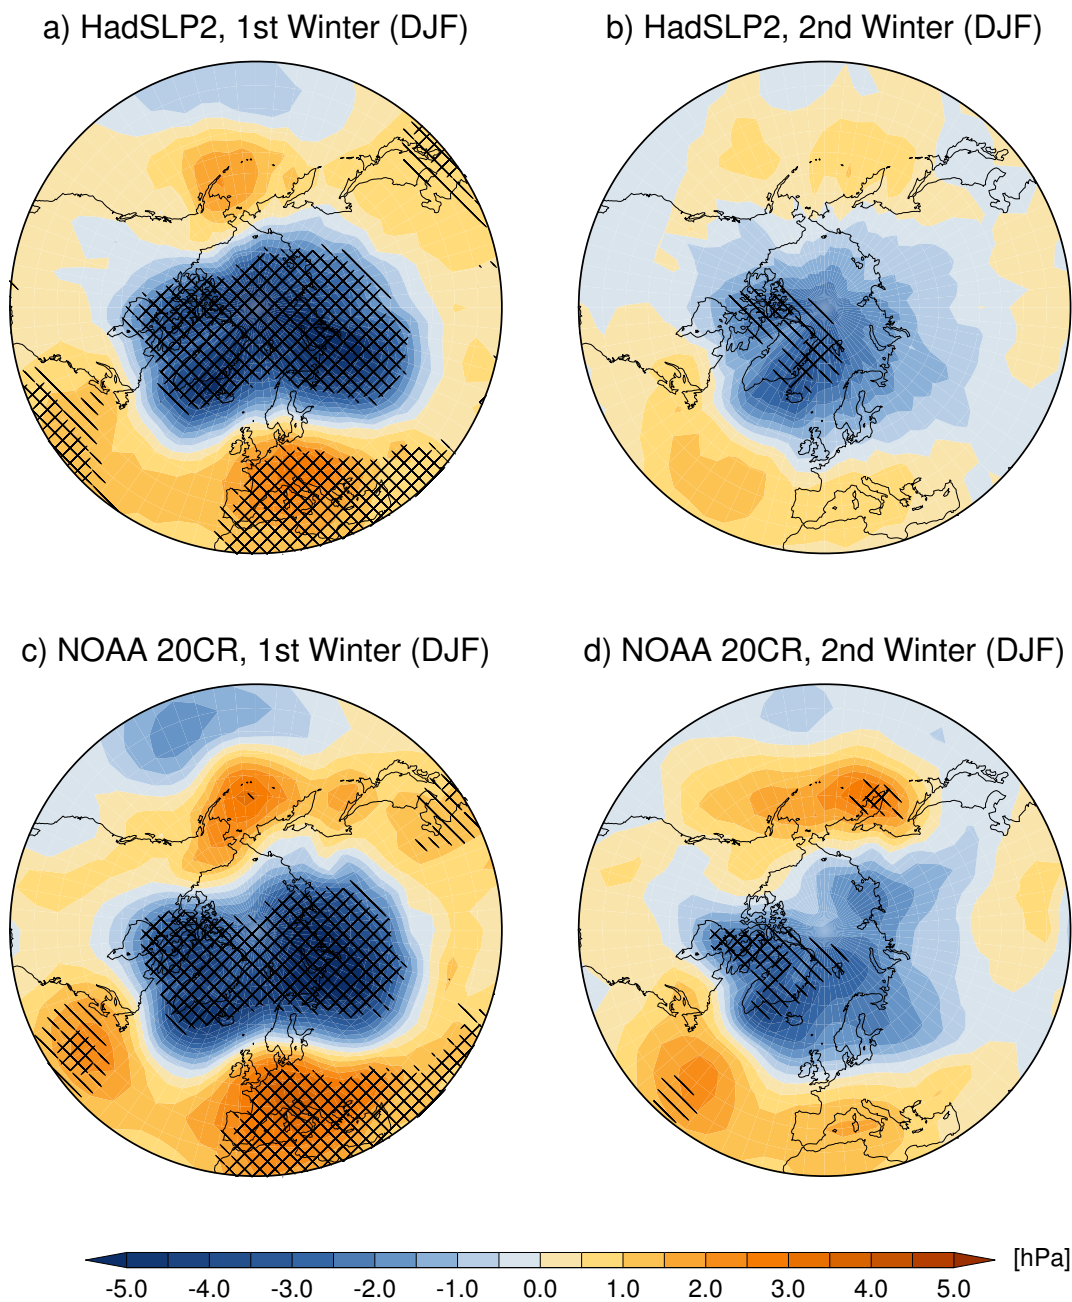 a) HadSLP2, 1st Winter (DJF)
b) HadSLP2, 2nd Winter (DJF)
c) NOAA 20CR, 1st Winter (DJF)
d) NOAA 20CR, 2nd Winter (DJF)
[hPa]
-5.0 -4.0 -3.0 -2.0 -1.0 0.0 1.0 2.0 3.0 4.0 5.0